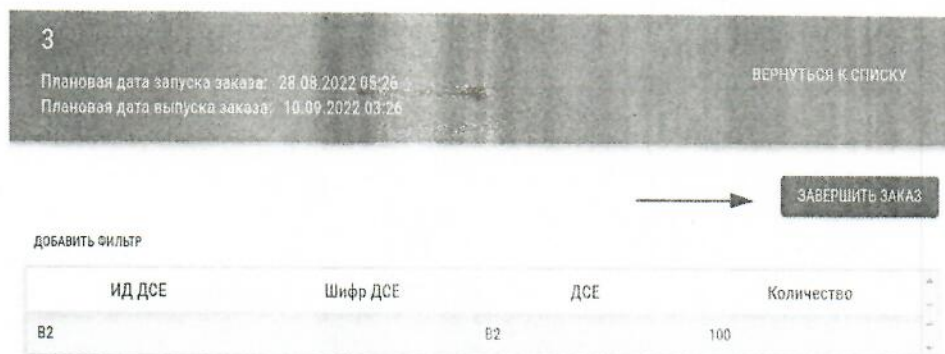 3
Плановая дата запуска заказа: 28.08.2022 05:26
Плановая дата выпуска заказа: 10.09.2022 03:26
ВЕРНУТЬСЯ К СПИСКУ
ЗАВЕРШИТЬ ЗАКАЗ
ДОБАВИТЬ ФИЛЬТР
ИД ДСЕ Шифр ДСЕ ДСЕ Количество
B2 B2 100